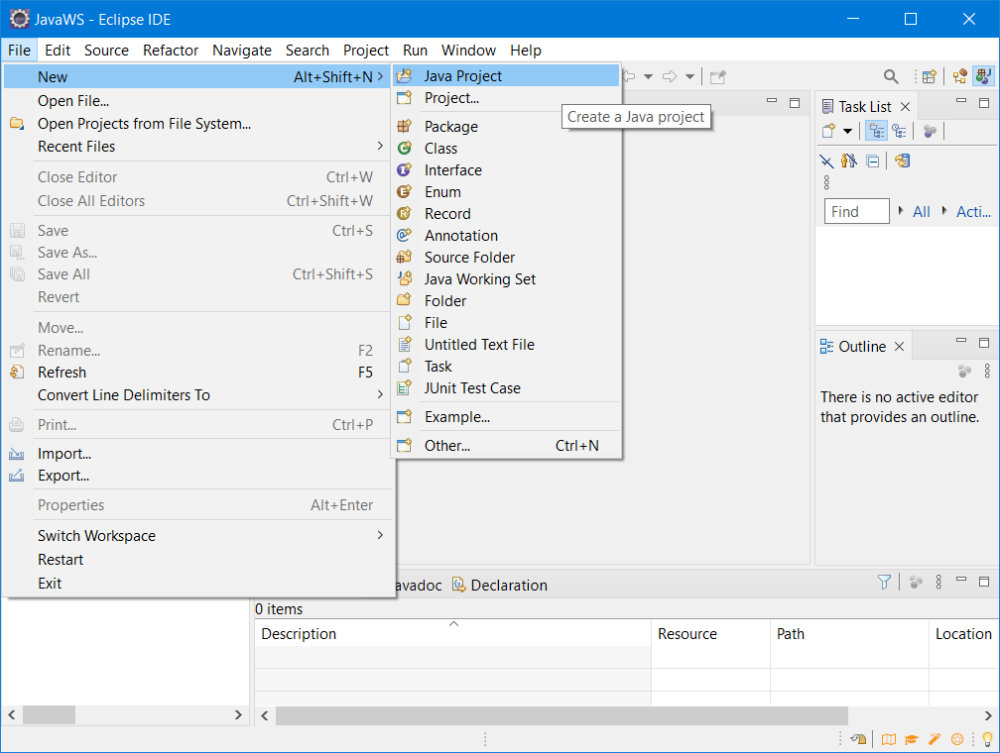 JavaWS - Eclipse IDE
File Edit Source Refactor Navigate Search Project Run Window Help
New Alt+Shift+N
Open File...
Open Projects from File System...
Recent Files
Close Editor Ctrl+W
Close All Editors Ctrl+Shift+W
Save Ctrl+S
Save As...
Save All Ctrl+Shift+S
Revert
Move...
Rename... F2
Refresh F5
Convert Line Delimiters To
Print... Ctrl+P
Import...
Export...
Properties Alt+Enter
Switch Workspace
Restart
Exit
Java Project
Project...
Create a Java project
Package
Class
Interface
Enum
Record
Annotation
Source Folder
Java Working Set
Folder
File
Untitled Text File
Task
JUnit Test Case
Example...
Other... Ctrl+N
Task List
Find All Acti...
Outline
There is no active editor
that provides an outline.
avadoc Declaration
0 items
Description Resource Path Location